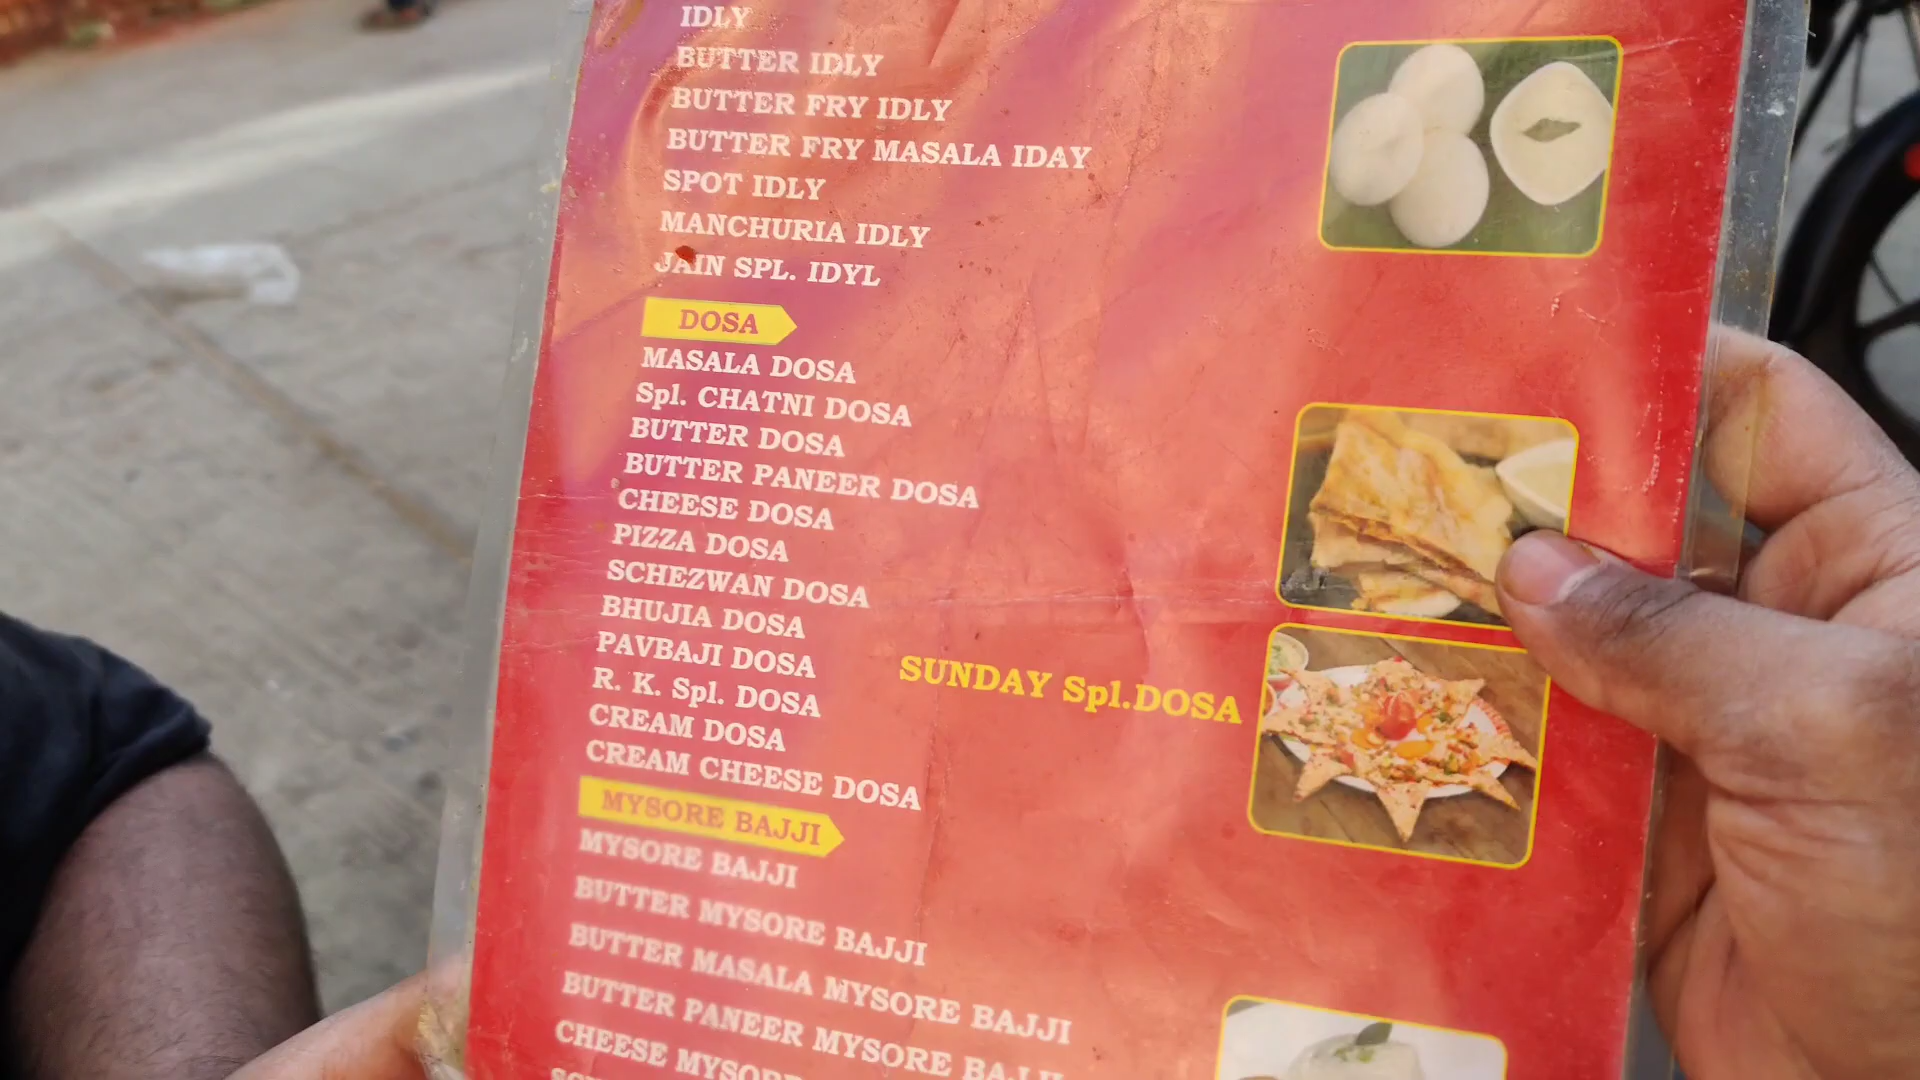 IDLY
BUTTER IDLY
BUTTER FRY IDLY
BUTTER FRY MASALA IDAY
SPOT IDLY
MANCHURIA IDLY
JAIN SPL. IDYL
DOSA
MASALA DOSA
Spl. CHATNI DOSA
BUTTER DOSA
BUTTER PANEER DOSA
CHEESE DOSA
PIZZA DOSA
SCHEZWAN DOSA
BHUJIA DOSA
PAVBAJI DOSA
R. K. Spl. DOSA
SUNDAY Spl.DOSA
CREAM DOSA
CREAM CHEESE DOSA
MYSORE BAJJI
MYSORE BAJJI
BUTTER MYSORE BAJJI
BUTTER MASALA MYSORE BAJJI
BUTTER PANEER MYSORE BAJJI
CHEESE MYSORE